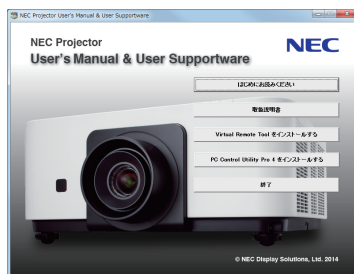 NEC Projector User's Manual & User Supportware
NEC Projector
User's Manual & User Supportware
NEC
はじめにお読みください
取扱説明書
Virtual Remote Tool をインストールする
PC Control Utility Pro 4 をインストールする
終了
© NEC Display Solutions, Ltd. 2014